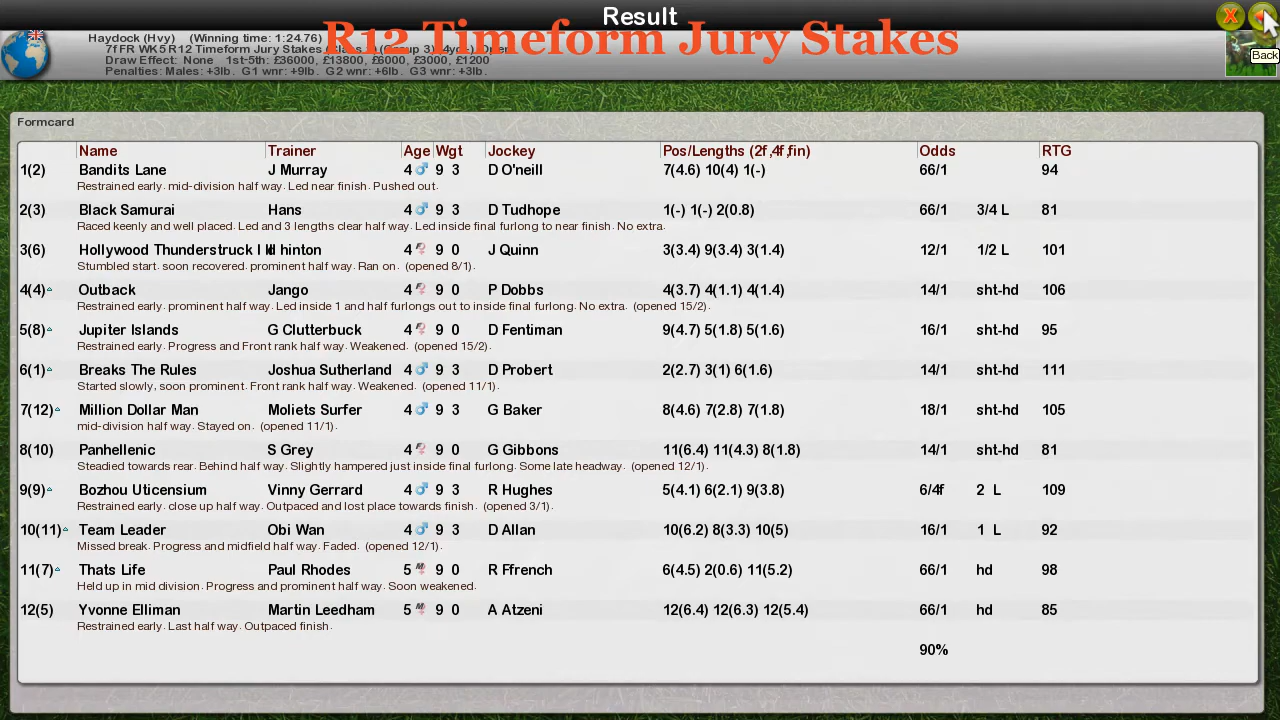 Result
R12 Timeform Jury Stakes
Haydock (Hvy) (Winning time: 1:24.76)
7f FR WK 5 R12 Timeform Jury Stakes (Group 3) (4yo+) Open
Draw Effect: None 1st-5th: £36000, £13800, £6000, £3000, £1200
Penalties: Males: +3lb. G1 wnr: +9lb. G2 wnr: +6lb. G3 wnr: +3lb.
Back
Formcard
Name Trainer Age Wgt Jockey Pos/Lengths (2f,4f,fin) Odds RTG
1(2) Bandits Lane J Murray 4 9 3 D O'neill 7(4.6) 10(4) 1(-) 66/1 94
Restrained early. mid-division half way. Led near finish. Pushed out.
2(3) Black Samurai Hans 4 9 3 D Tudhope 1(-) 1(-) 2(0.8) 66/1 3/4 L 81
Raced keenly and well placed. Led and 3 lengths clear half way. Led inside final furlong to near finish. No extra.
3(6) Hollywood Thunderstruck hinton 4 9 0 J Quinn 3(3.4) 9(3.4) 3(1.4) 12/1 1/2 L 101
Stumbled start. soon recovered. prominent half way. Ran on. (opened 8/1).
4(4) Outback Jango 4 9 0 P Dobbs 4(3.7) 4(1.1) 4(1.4) 14/1 sht-hd 106
Restrained early. prominent half way. Led inside 1 and half furlongs out to inside final furlong. No extra. (opened 15/2).
5(8) Jupiter Islands G Clutterbuck 4 9 0 D Fentiman 9(4.7) 5(1.8) 5(1.6) 16/1 sht-hd 95
Restrained early. Progress and Front rank half way. Weakened. (opened 15/2).
6(1) Breaks The Rules Joshua Sutherland 4 9 3 D Probert 2(2.7) 3(1) 6(1.6) 14/1 sht-hd 111
Started slowly, soon prominent. Front rank half way. Weakened. (opened 11/1).
7(12) Million Dollar Man Moliets Surfer 4 9 3 G Baker 8(4.6) 7(2.8) 7(1.8) 18/1 sht-hd 105
mid-division half way. Stayed on. (opened 11/1).
8(10) Panhellenic S Grey 4 9 0 G Gibbons 11(6.4) 11(4.3) 8(1.8) 14/1 sht-hd 81
Steadied towards rear. Behind half way. Slightly hampered just inside final furlong. Some late headway. (opened 12/1).
9(9) Bozhou Uticensium Vinny Gerrard 4 9 3 R Hughes 5(4.1) 6(2.1) 9(3.8) 6/4f 2 L 109
Restrained early. close up half way. Outpaced and lost place towards finish. (opened 3/1).
10(11) Team Leader Obi Wan 4 9 3 D Allan 10(6.2) 8(3.3) 10(5) 16/1 1 L 92
Missed break. Progress and midfield half way. Faded. (opened 12/1).
11(7) Thats Life Paul Rhodes 5 9 0 R Ffrench 6(4.5) 2(0.6) 11(5.2) 66/1 hd 98
Held up in mid division. Progress and prominent half way. Soon weakened.
12(5) Yvonne Elliman Martin Leedham 5 9 0 A Atzeni 12(6.4) 12(6.3) 12(5.4) 66/1 hd 85
Restrained early. Last half way. Outpaced finish.
90%